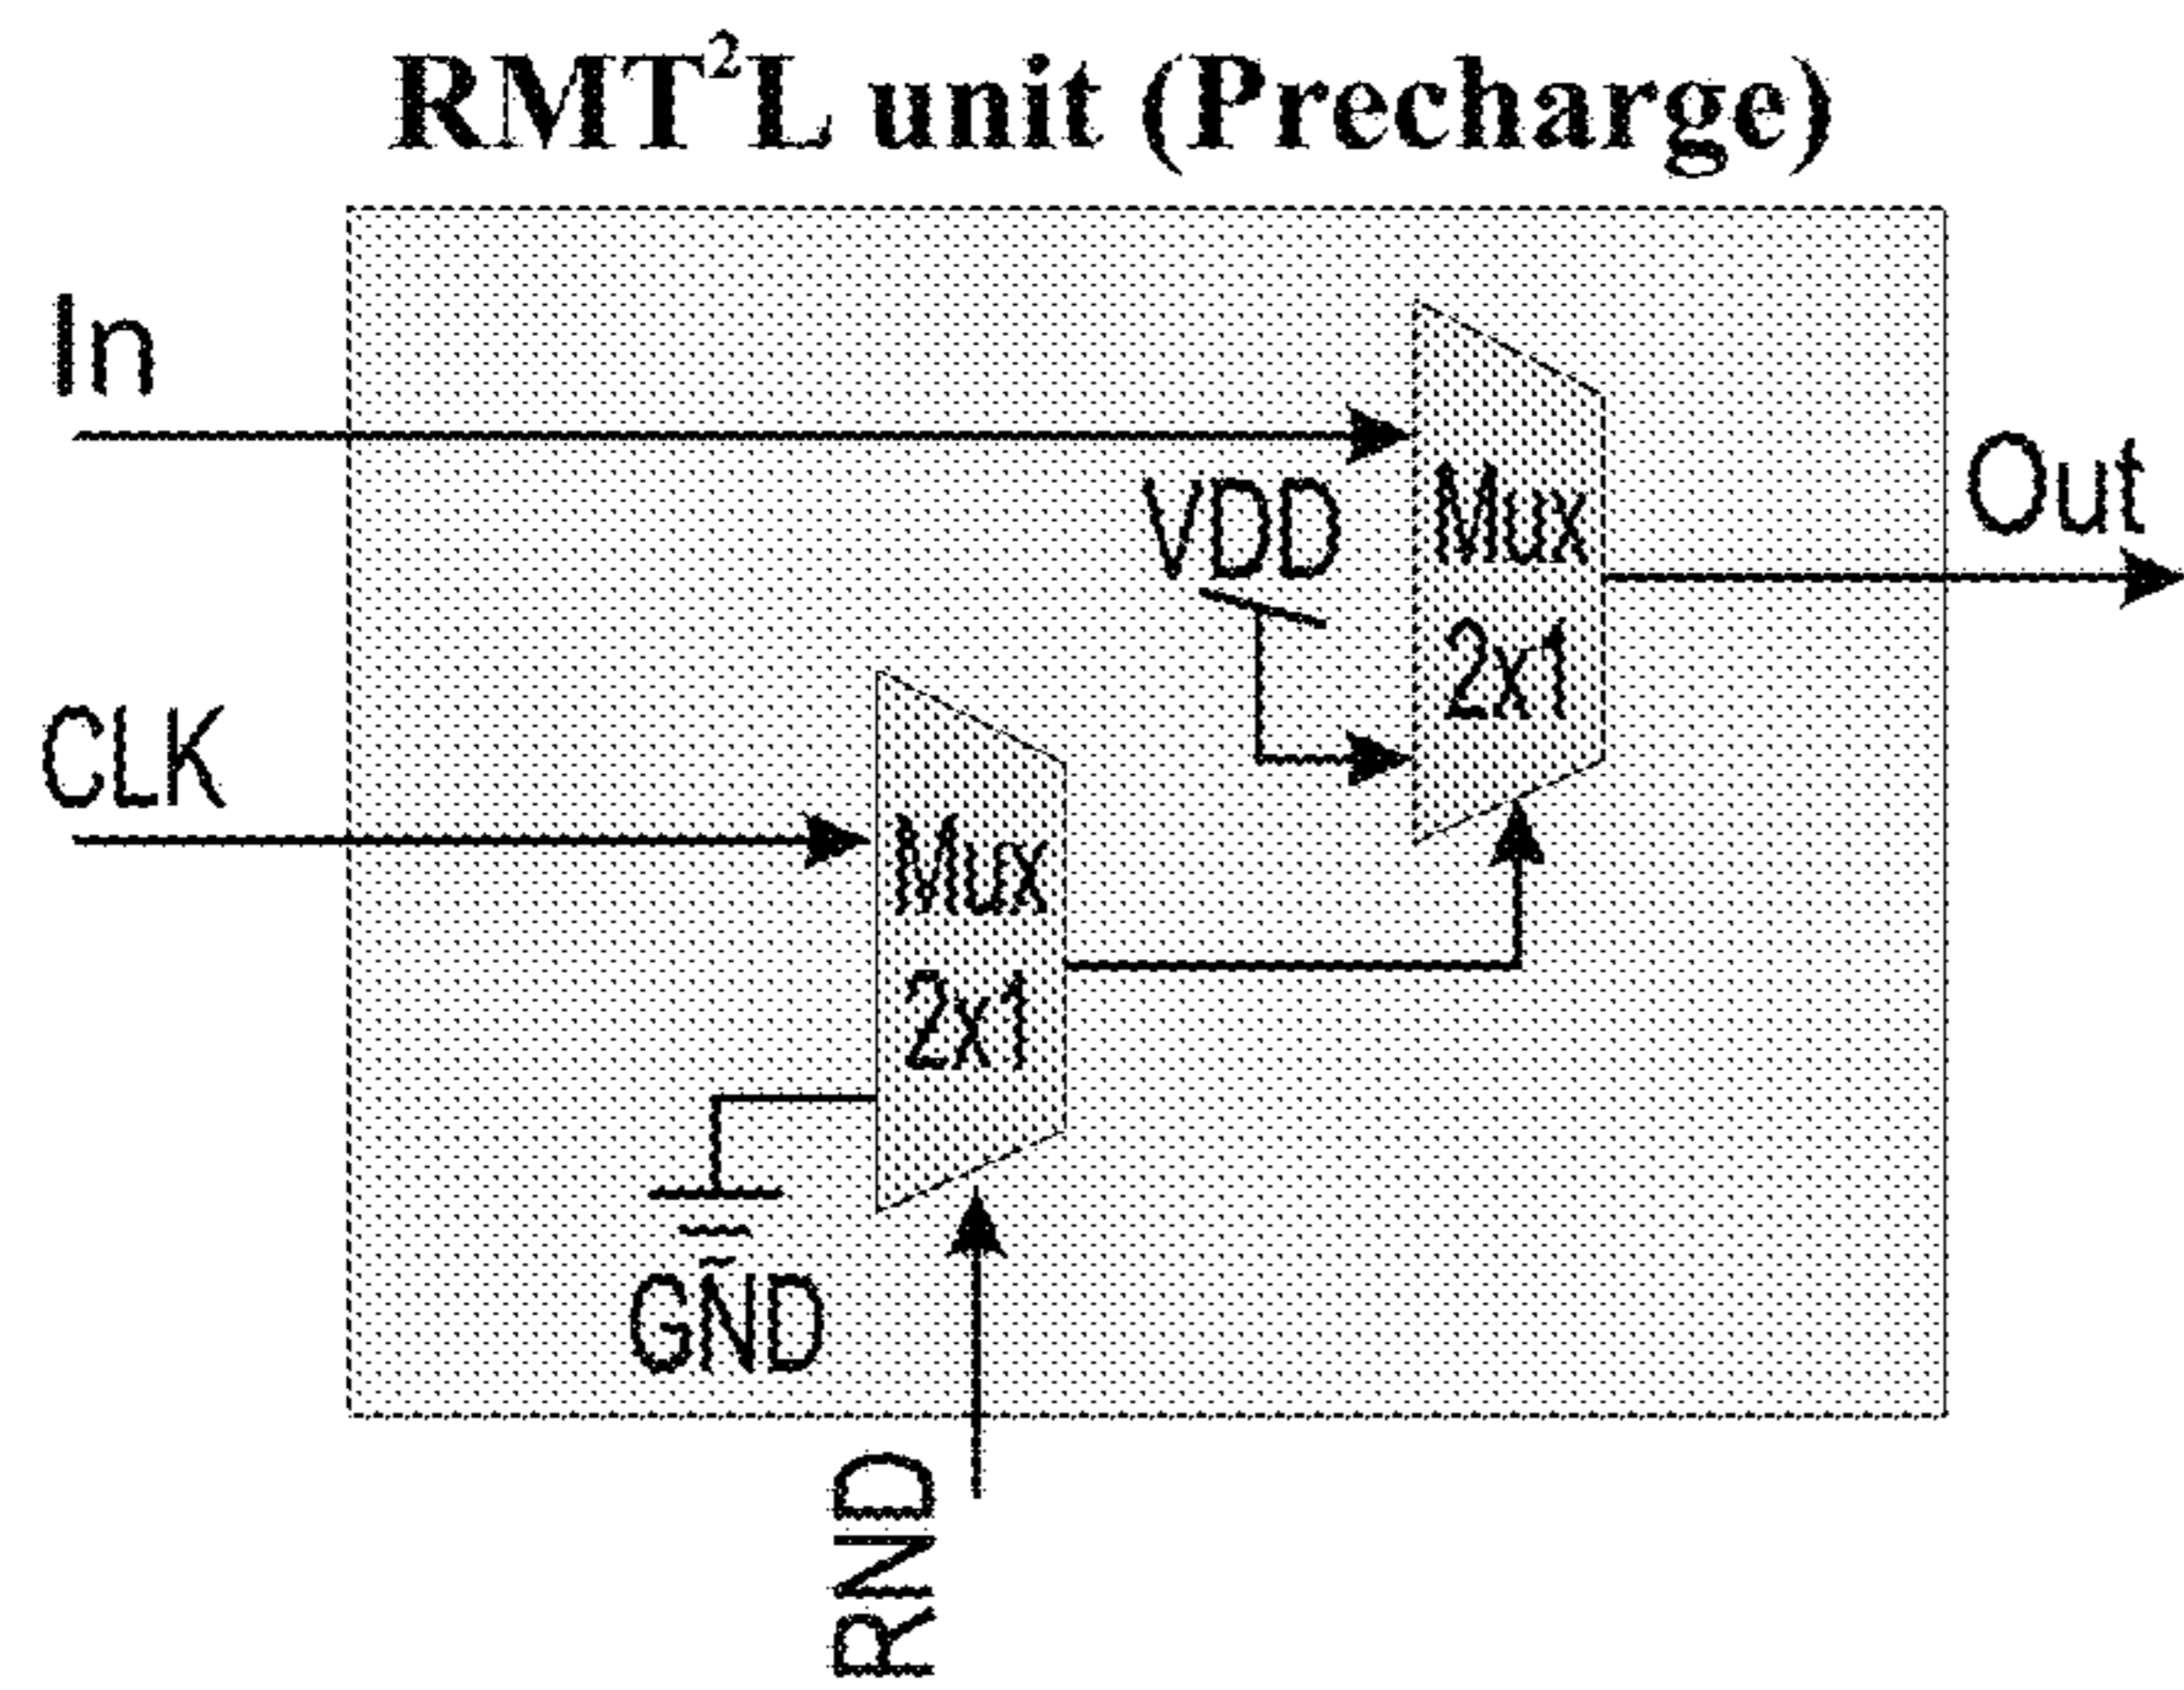 RMT²L unit (Precharge)
In
VDD
Mux
2x1
Out
CLK
Mux
2x1
GND
RND